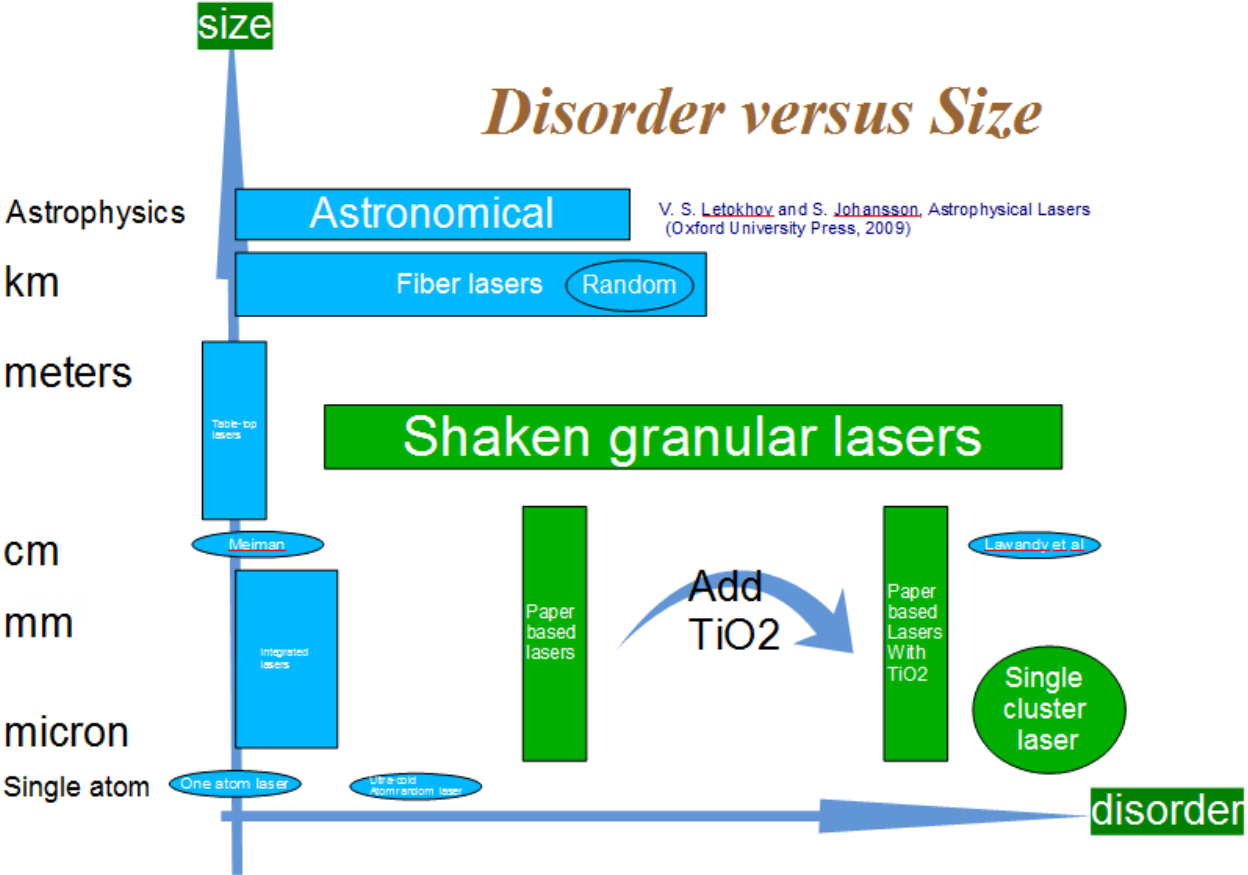 size
Disorder versus Size
Astrophysics
Astronomical
V. S. Letokhov and S. Johansson, Astrophysical Lasers
(Oxford University Press, 2009)
km
Fiber lasers
Random
meters
Table-top
lasers
Shaken granular lasers
cm
Meiman
Lawandy et al
mm
Integrated
lasers
Paper
based
lasers
Add
TiO2
Paper
based
Lasers
With
TiO2
Single
cluster
laser
micron
Single atom
One atom laser
Ultra-cold
Atom random laser
disorder